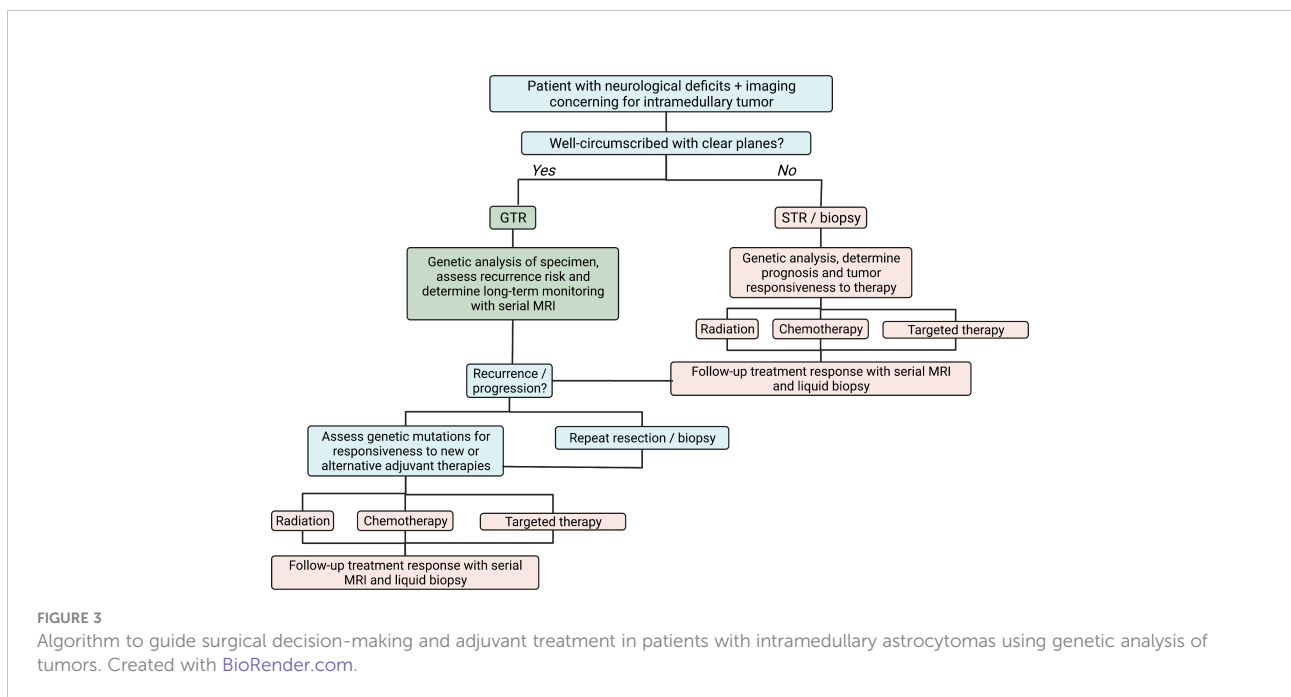 Patient with neurological deficits + imaging
concerning for intramedullary tumor
Well-circumscribed with clear planes?
Yes
No
GTR
STR / biopsy
Genetic analysis of specimen,
assess recurrence risk and
determine long-term monitoring
with serial MRI
Genetic analysis, determine
prognosis and tumor
responsiveness to therapy
Radiation
Chemotherapy
Targeted therapy
Follow-up treatment response with serial MRI
and liquid biopsy
Recurrence /
progression?
Assess genetic mutations for
responsiveness to new or
alternative adjuvant therapies
Repeat resection / biopsy
Radiation
Chemotherapy
Targeted therapy
Follow-up treatment response with serial
MRI and liquid biopsy
FIGURE 3
Algorithm to guide surgical decision-making and adjuvant treatment in patients with intramedullary astrocytomas using genetic analysis of
tumors. Created with BioRender.com.